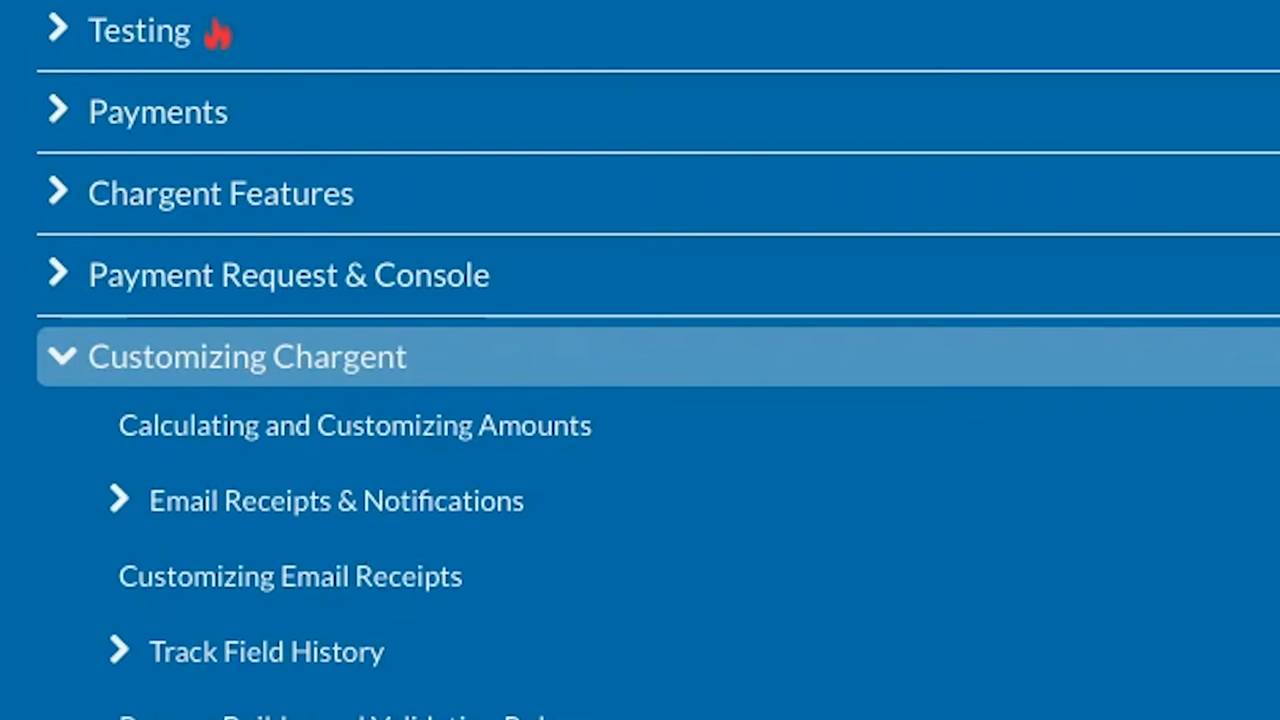 Testing
Payments
Chargent Features
Payment Request & Console
Customizing Chargent
Calculating and Customizing Amounts
Email Receipts & Notifications
Customizing Email Receipts
Track Field History